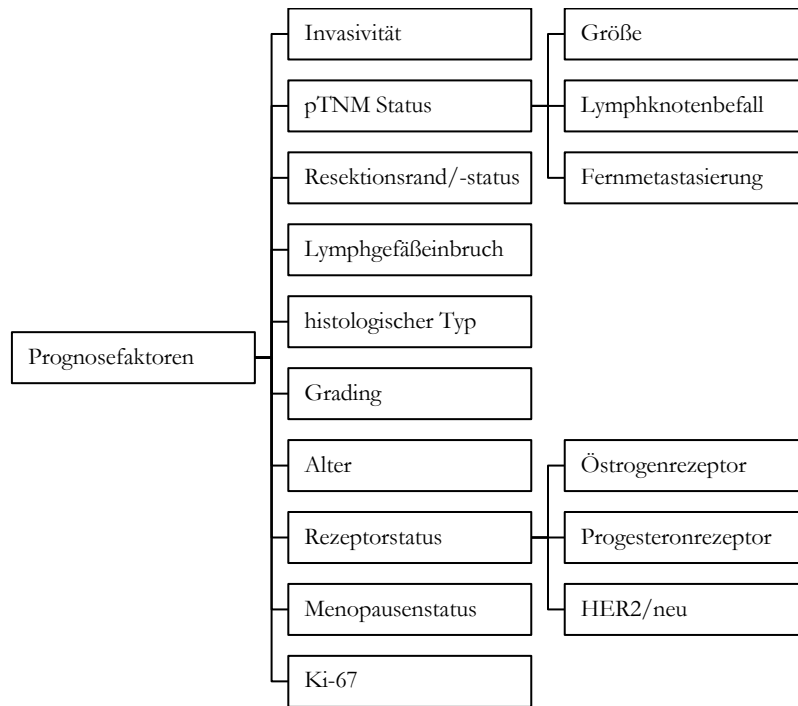 Prognosefaktoren
Invasivität
pTNM Status
Größe
Lymphknotenbefall
Fernmetastasierung
Resektionsrand/-status
Lymphgefäßeinbruch
histologischer Typ
Grading
Alter
Rezeptorstatus
Östrogenrezeptor
Progesteronrezeptor
HER2/neu
Menopausenstatus
Ki-67